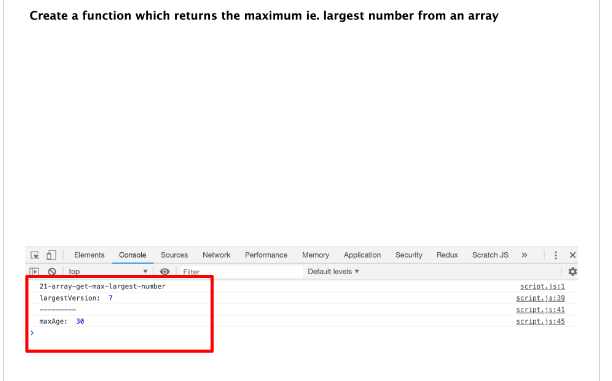 Create a function which returns the maximum ie. largest number from an array
Elements Console Sources Network Performance Memory Application Security Redux Scratch JS »
top ▼ Filter Default levels ▼
21-array-get-max-largest-number script.js:1
largestVersion: 7 script.js:39
--------- script.js:41
maxAge: 30 script.js:45
>